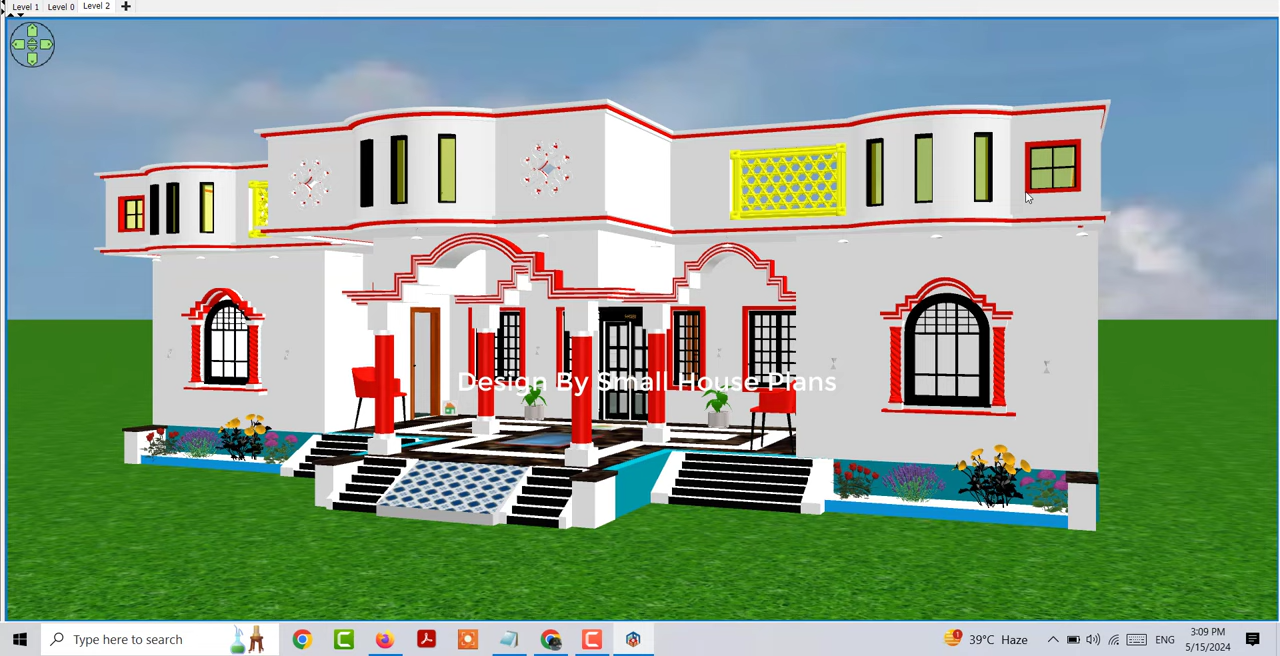 Level 1 Level 0 Level 2
Design By Small House Plans
Type here to search
1
39°C Haze
ENG
3:09 PM
5/15/2024